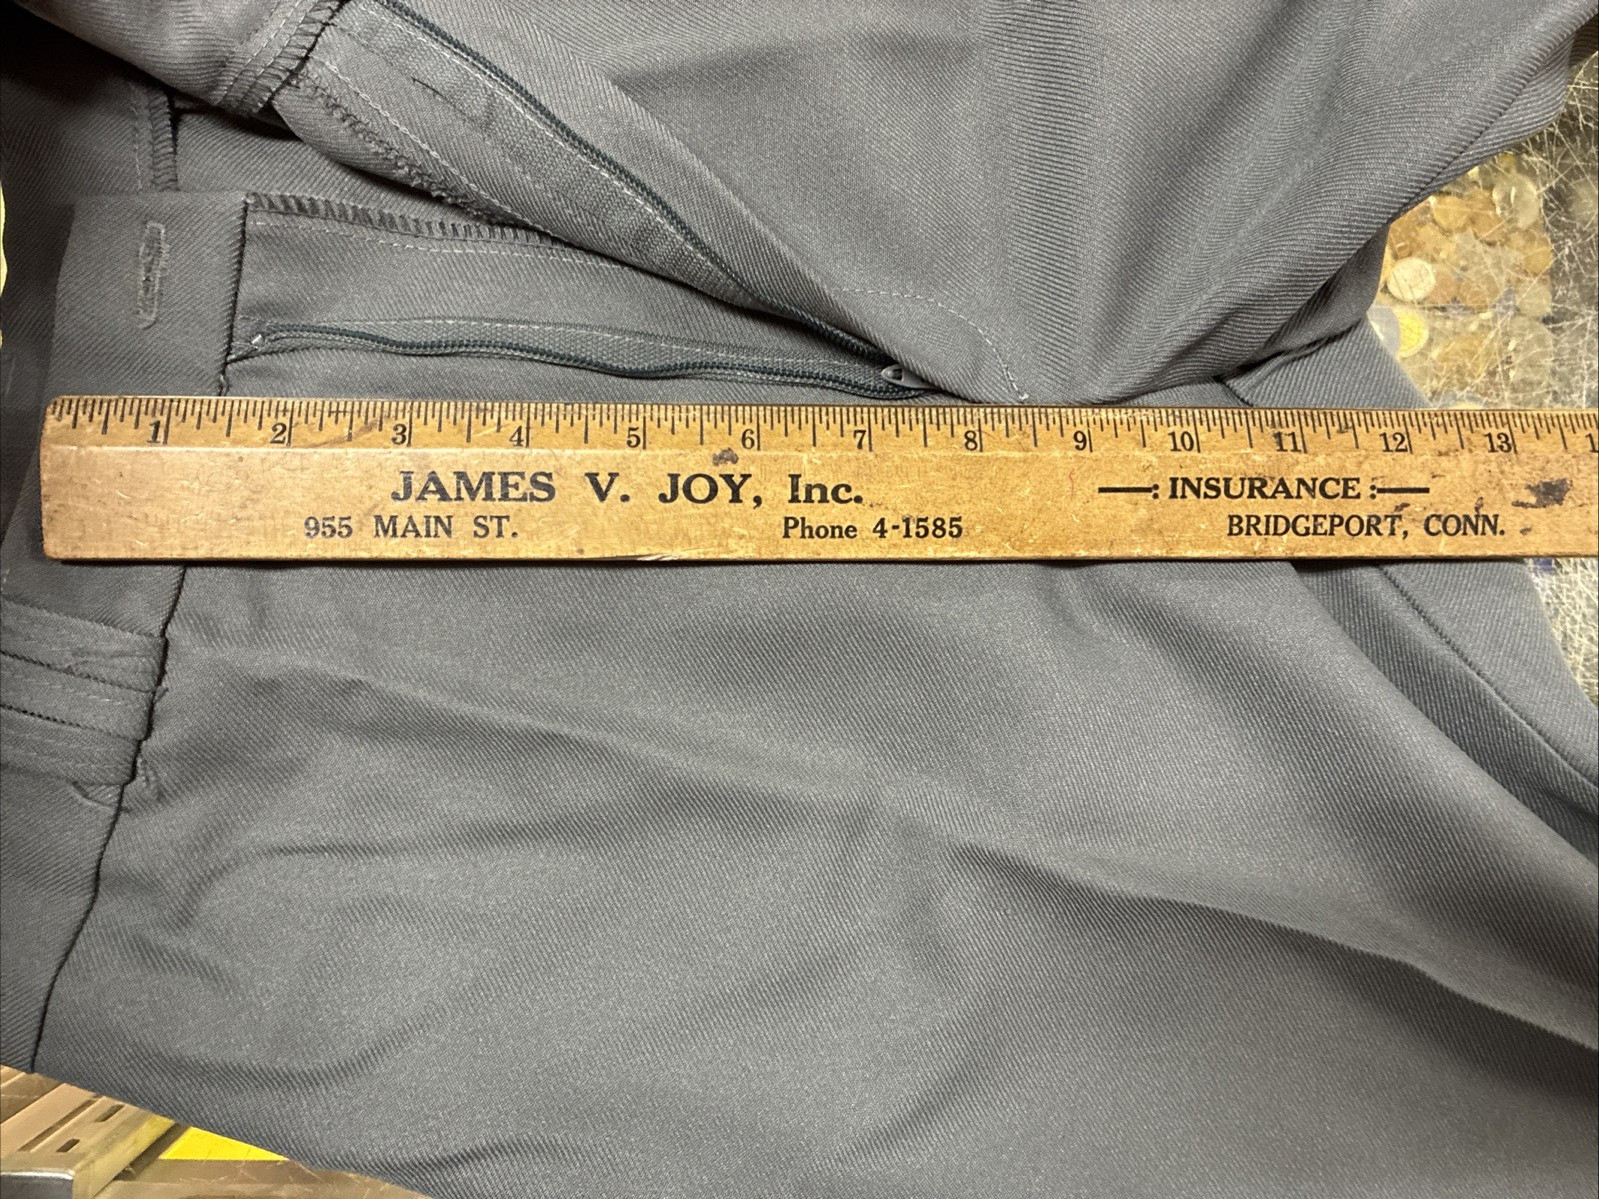 1 2 3 4 5 6 7 8 9 10 11 12 13
JAMES V. JOY, Inc. —: INSURANCE :—
955 MAIN ST. Phone 4-1585 BRIDGEPORT, CONN.